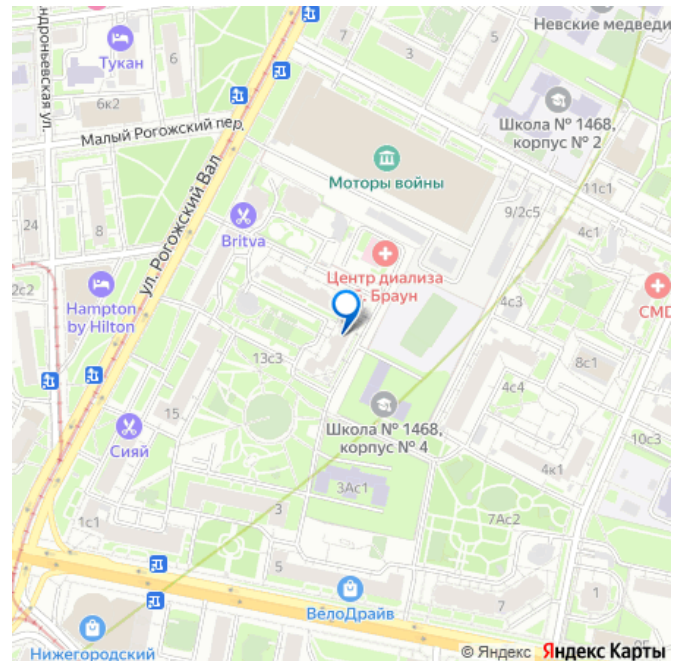 ндроньевская ул.
Тукан
6
6к2
7
3
5
Невские медведи
Школа № 1468,
корпус № 2
Малый Рогожский пер.
Моторы войны
11с1
24
8
ул. Рогожский Вал
Britva
9/2с5
4с1
Центр диализа
Браун
CMD
2с2
Hampton
by Hilton
4с3
13с3
8с1
15
4с4
Сияй
Школа № 1468,
корпус № 4
10с3
4к1
3Ас1
3
7Ас2
1с1
5
ВелоДрайв
7
1
Нижегородский
© Яндекс Яндекс Карты